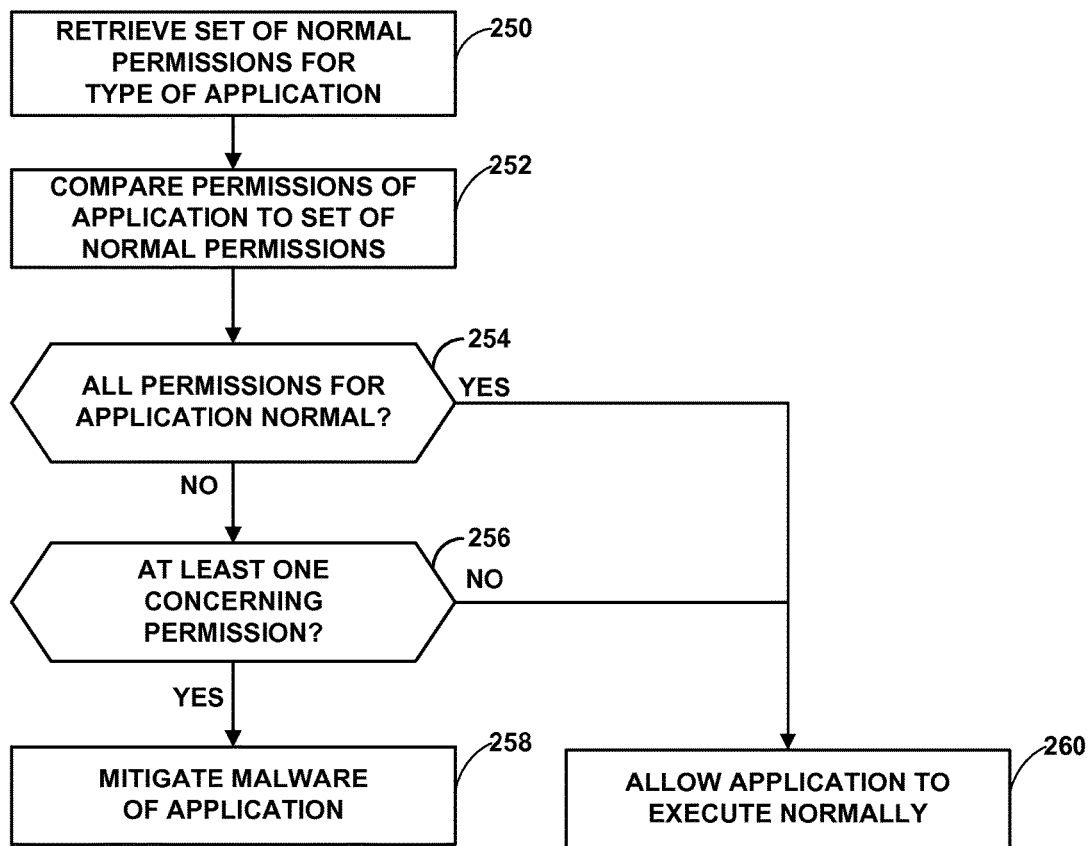 RETRIEVE SET OF NORMAL
PERMISSIONS FOR
TYPE OF APPLICATION
250
COMPARE PERMISSIONS OF
APPLICATION TO SET OF
NORMAL PERMISSIONS
252
ALL PERMISSIONS FOR
APPLICATION NORMAL?
254
YES
NO
AT LEAST ONE
CONCERNING
PERMISSION?
256
NO
YES
MITIGATE MALWARE
OF APPLICATION
258
ALLOW APPLICATION TO
EXECUTE NORMALLY
260